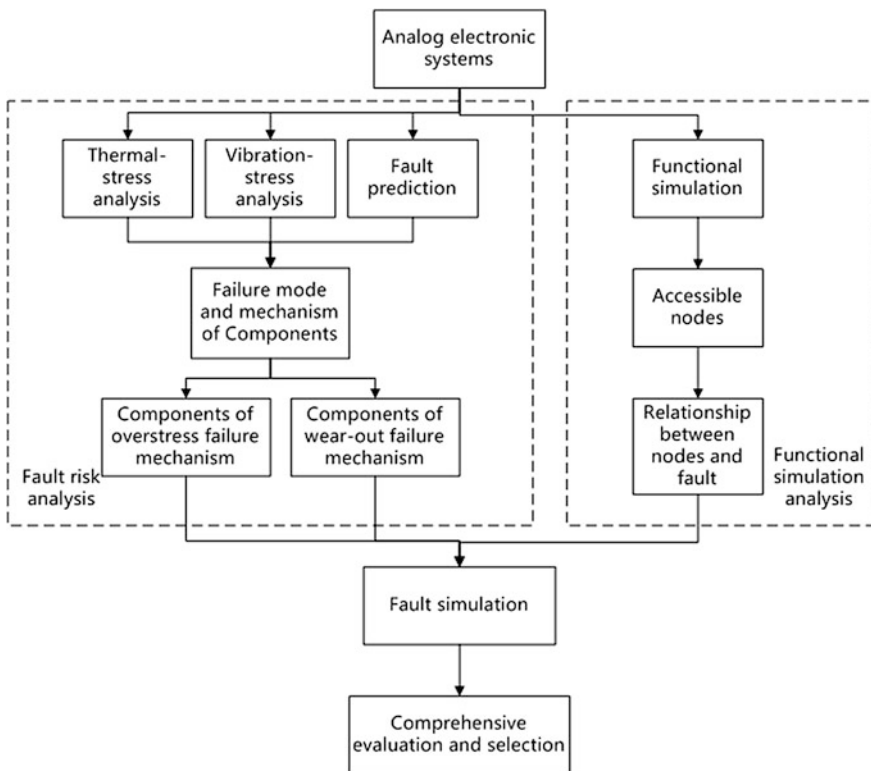 Analog electronic
systems
Thermal-
stress
analysis
Vibration-
stress
analysis
Fault
prediction
Functional
simulation
Failure mode
and mechanism
of Components
Accessible
nodes
Components of
overstress failure
mechanism
Components
of wear-out failure
mechanism
Relationship
between
nodes and
fault
Fault risk
analysis
Functional
simulation
analysis
Fault simulation
Comprehensive
evaluation and selection